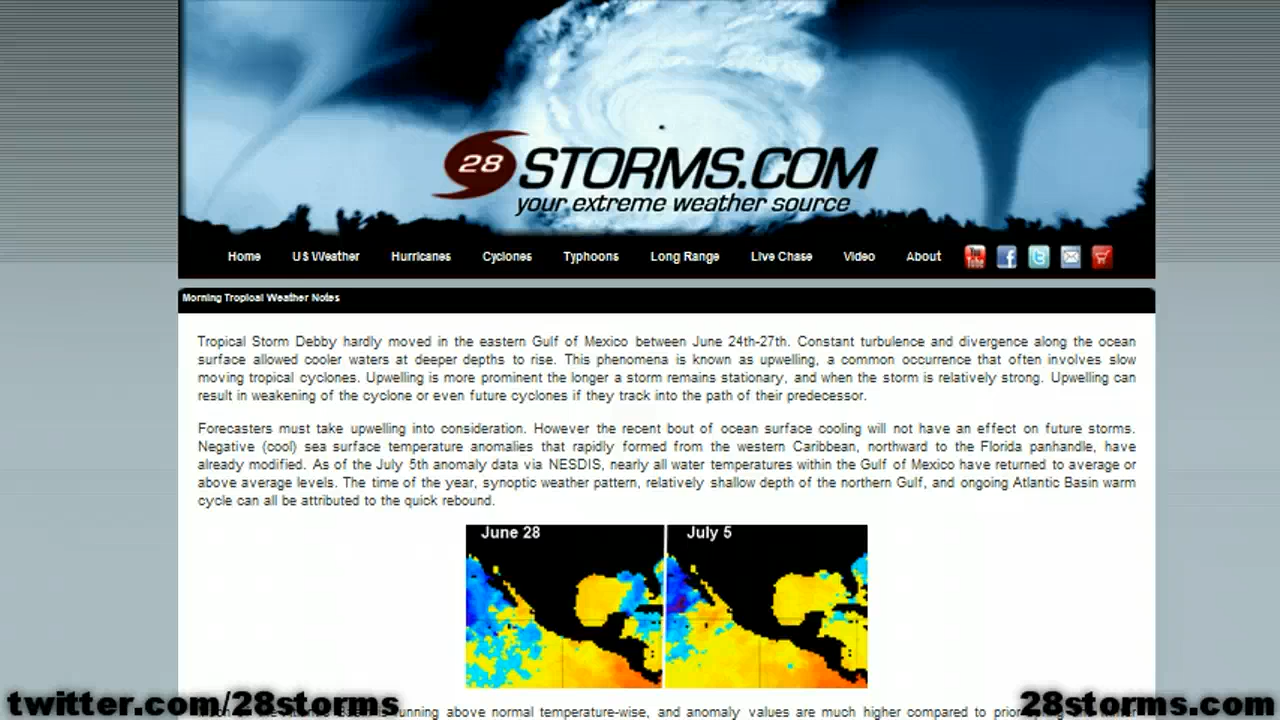 28 STORMS.COM
your extreme weather source
Home US Weather Hurricanes Cyclones Typhoons Long Range Live Chase Video About You Tube f t
Morning Tropical Weather Notes
Tropical Storm Debby hardly moved in the eastern Gulf of Mexico between June 24th-27th. Constant turbulence and divergence along the ocean
surface allowed cooler waters at deeper depths to rise. This phenomena is known as upwelling, a common occurrence that often involves slow
moving tropical cyclones. Upwelling is more prominent the longer a storm remains stationary, and when the storm is relatively strong. Upwelling can
result in weakening of the cyclone or even future cyclones if they track into the path of their predecessor.
Forecasters must take upwelling into consideration. However the recent bout of ocean surface cooling will not have an effect on future storms.
Negative (cool) sea surface temperature anomalies that rapidly formed from the western Caribbean, northward to the Florida panhandle, have
already modified. As of the July 5th anomaly data via NESDIS, nearly all water temperatures within the Gulf of Mexico have returned to average or
above average levels. The time of the year, synoptic weather pattern, relatively shallow depth of the northern Gulf, and ongoing Atlantic Basin warm
cycle can all be attributed to the quick rebound.
June 28 July 5
running above normal temperature-wise, and anomaly values are much higher compared to
twitter.com/28storms 28storms.com